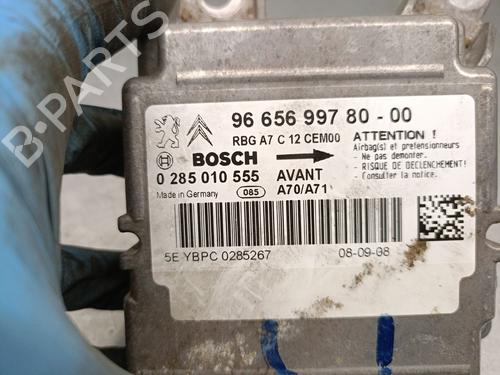 96 656 997 80 - 00
RBG A7 C 12 CEM00
ATTENTION !
Airbag(s) et pretensionneurs
- Ne pas demonter.
- RISQUE DE DECLENCHEMENT!
- Consulter la notice.
BOSCH
0 285 010 555
AVANT
Made in Germany
085
A70/A71
5E YBPC 0285267
08-09-08
B-PARTS